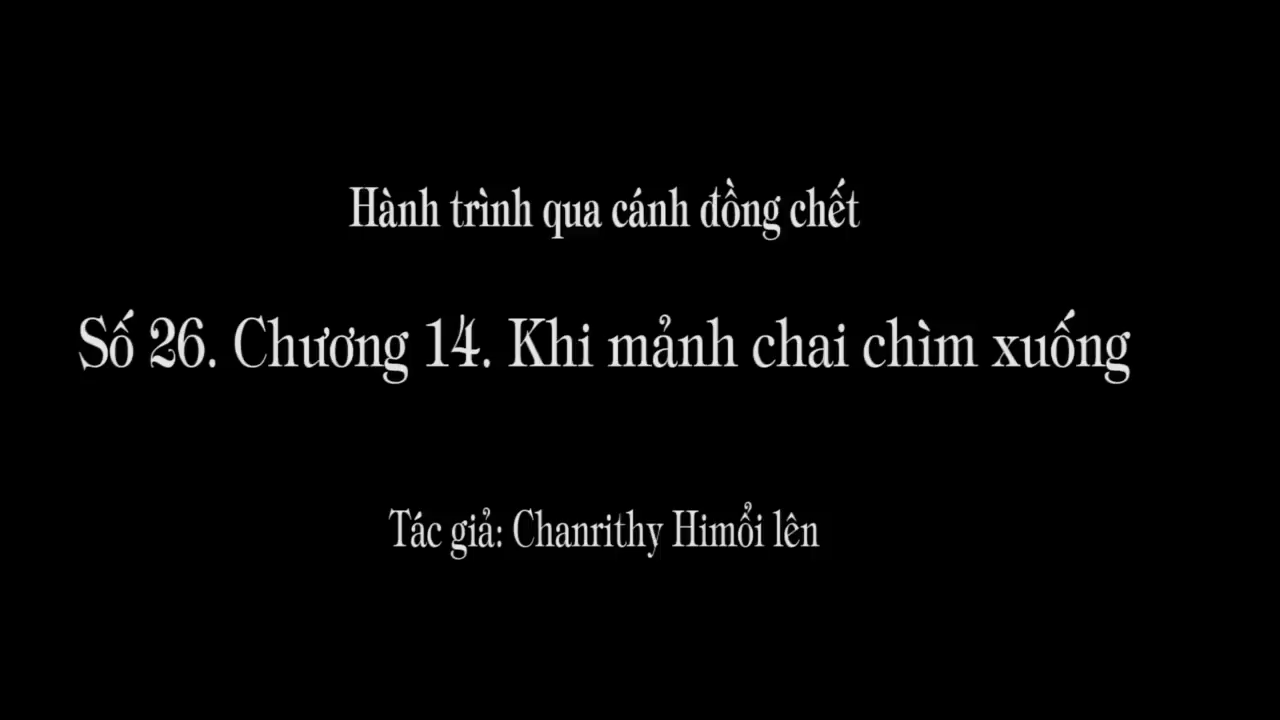 Hành trình qua cánh đồng chết
Số 26. Chương 14. Khi mảnh chai chìm xuống
Tác giả: Chanrithy Himổi lên